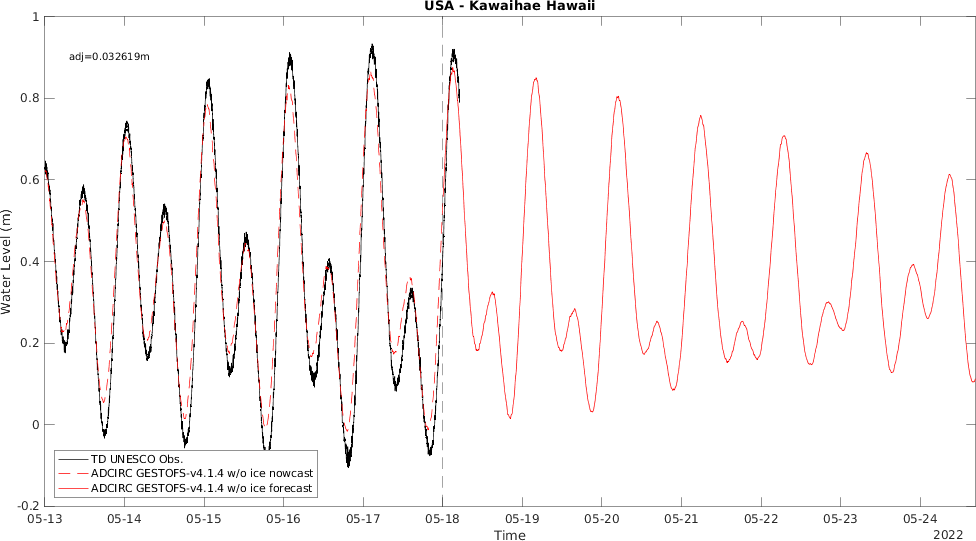 USA - Kawaihae Hawaii
adj=0.032619m
Water Level (m)
1
0.8
0.6
0.4
0.2
0
-0.2
TD UNESCO Obs.
ADCIRC GESTOFS-v4.1.4 w/o ice nowcast
ADCIRC GESTOFS-v4.1.4 w/o ice forecast
05-13 05-14 05-15 05-16 05-17 05-18 05-19 05-20 05-21 05-22 05-23 05-24
Time
2022